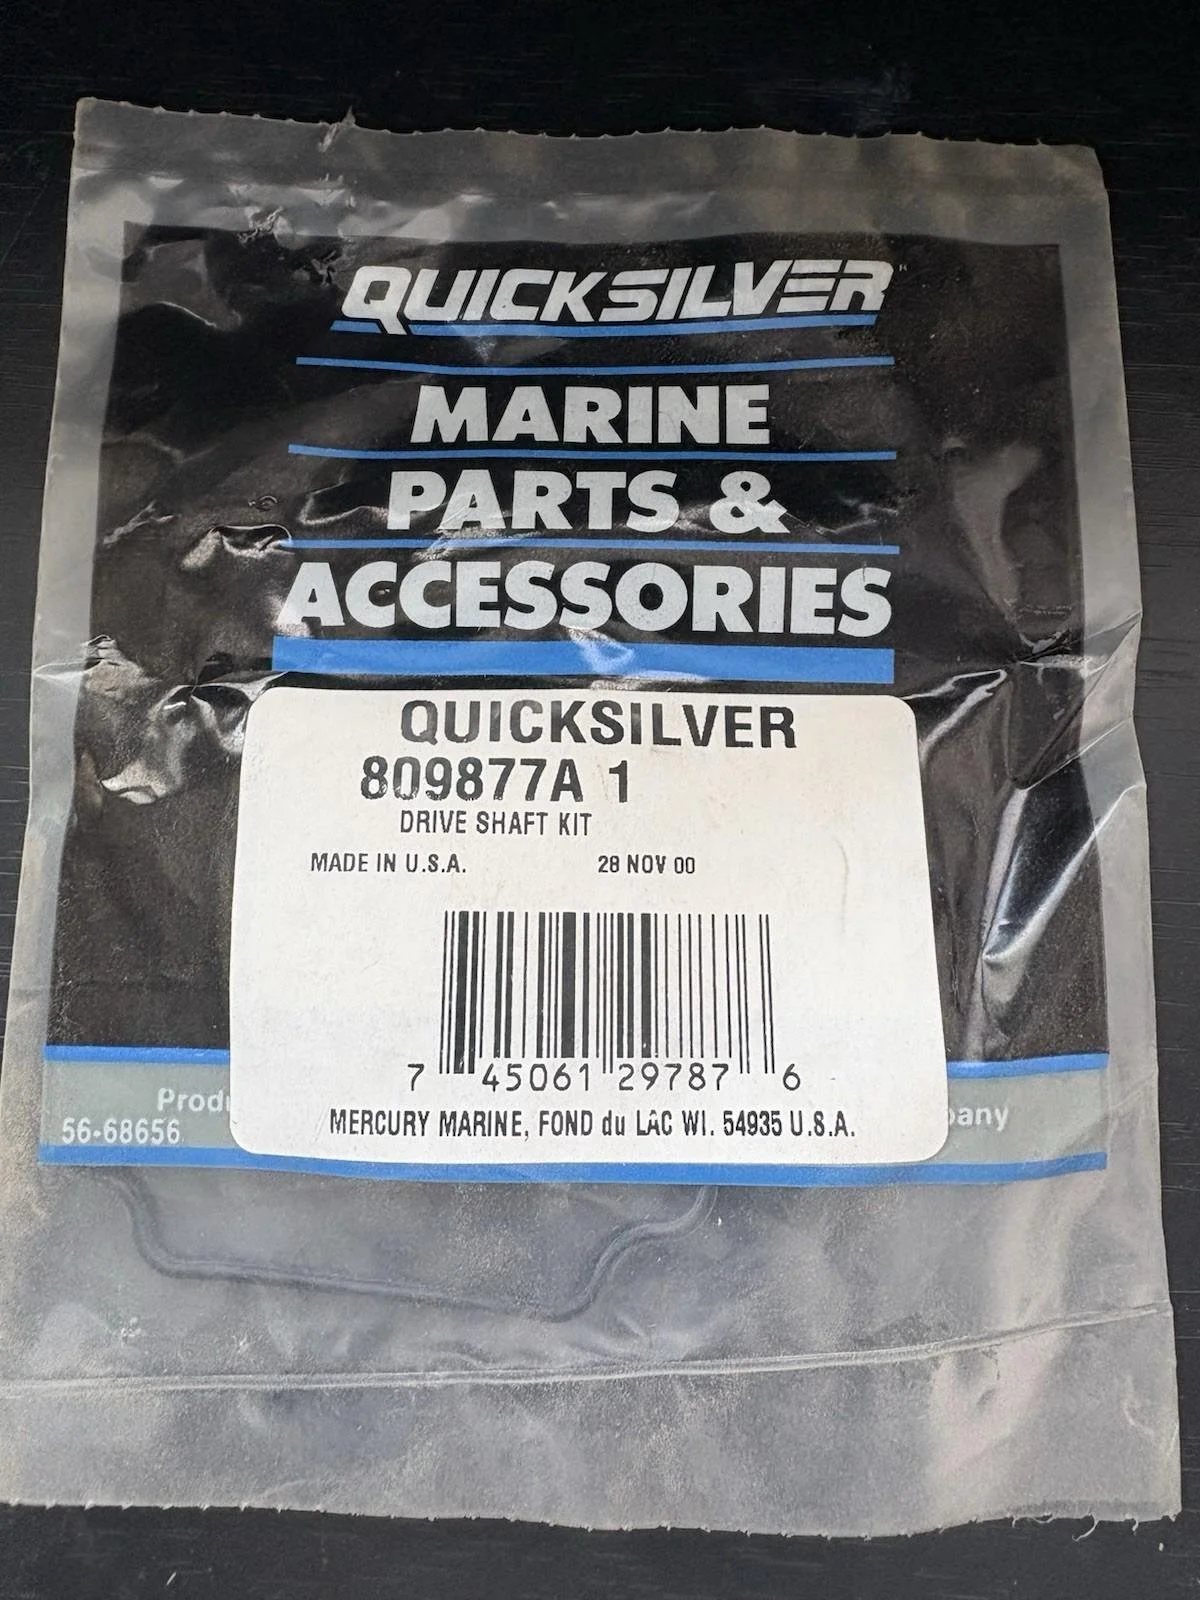 QUICKSILVER
MARINE
PARTS &
ACCESSORIES
QUICKSILVER
809877A 1
DRIVE SHAFT KIT
MADE IN U.S.A. 28 NOV 00
7 45061 29787 6
MERCURY MARINE, FOND du LAC WI. 54935 U.S.A.
56-68656